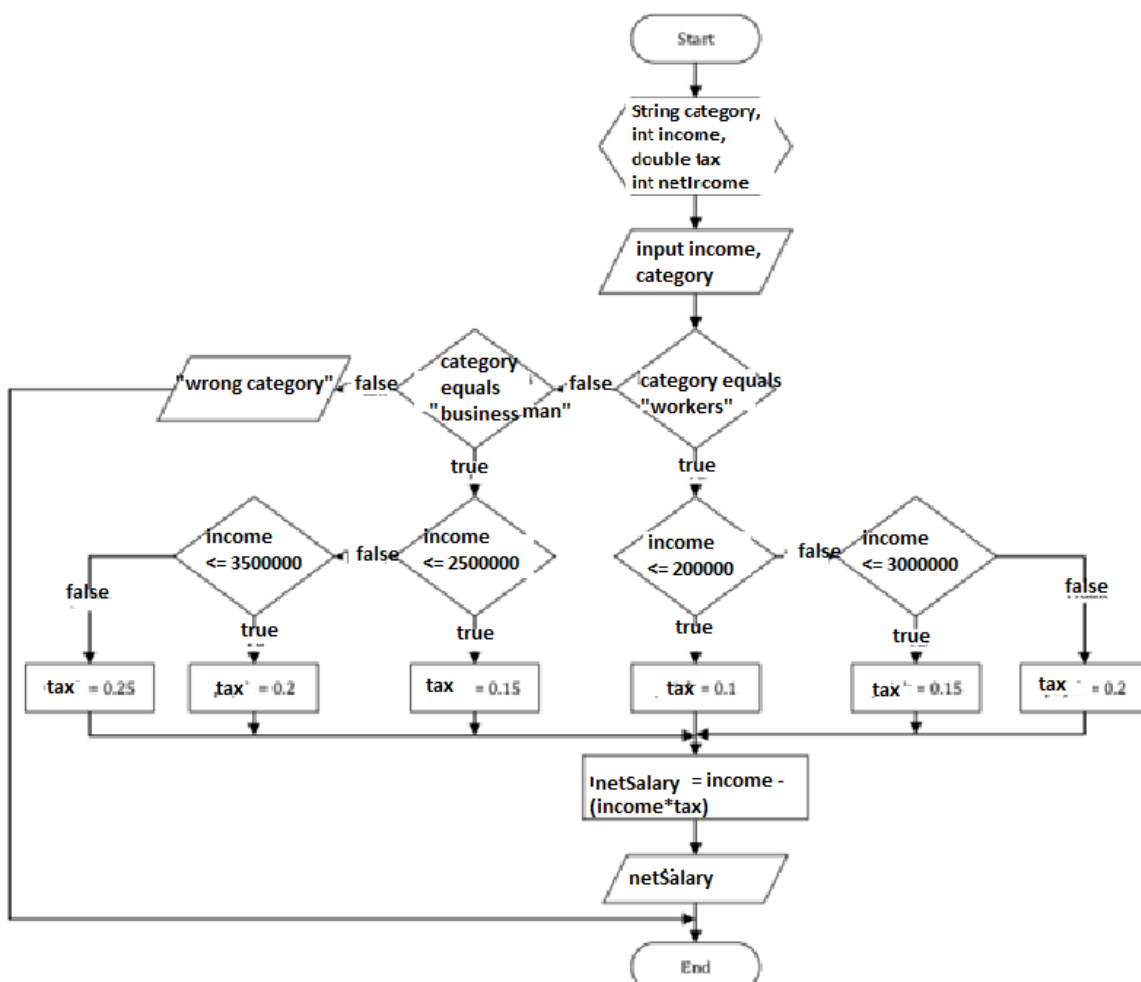 Start
String category,
int income,
double tax
int netIncome
input income,
category
"wrong category"
false
category
equals
"business man"
false
category equals
"workers"
true
true
income
<= 3500000
false
income
<= 2500000
income
<= 200000
false
income
<= 3000000
false
false
true
true
true
true
tax = 0.25
tax = 0.2
tax = 0.15
tax = 0.1
tax = 0.15
tax = 0.2
netSalary = income -
(income*tax)
netSalary
End